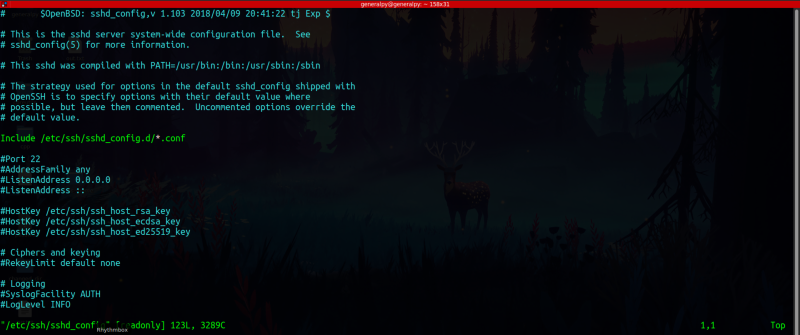 generalpy@generalpy: ~ 158x31
#       $OpenBSD: sshd_config,v 1.103 2018/04/09 20:41:22 tj Exp $
# This is the sshd server system-wide configuration file.  See
# sshd_config(5) for more information.
# This sshd was compiled with PATH=/usr/bin:/bin:/usr/sbin:/sbin
# The strategy used for options in the default sshd_config shipped with
# OpenSSH is to specify options with their default value where
# possible, but leave them commented.  Uncommented options override the
# default value.
Include /etc/ssh/sshd_config.d/*.conf
#Port 22
#AddressFamily any
#ListenAddress 0.0.0.0
#ListenAddress ::
#HostKey /etc/ssh/ssh_host_rsa_key
#HostKey /etc/ssh/ssh_host_ecdsa_key
#HostKey /etc/ssh/ssh_host_ed25519_key
# Ciphers and keying
#RekeyLimit default none
# Logging
#SyslogFacility AUTH
#LogLevel INFO
"/etc/ssh/sshd_config" [readonly] 123L, 3289C 1,1 Top
Rhythmbox